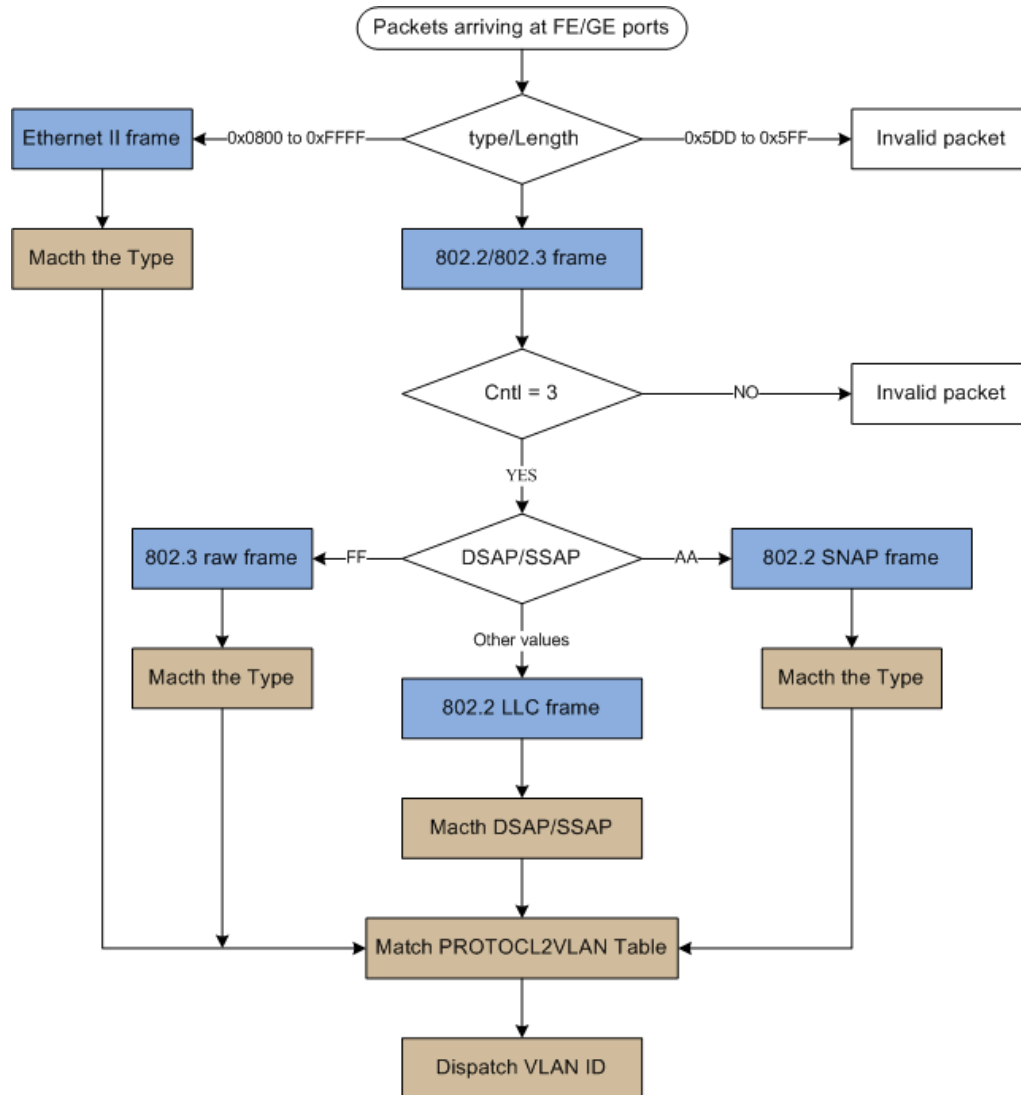 Packets arriving at FE/GE ports
Ethernet II frame
0x0800 to 0xFFFF
type/Length
0x5DD to 0x5FF
Invalid packet
Macth the Type
802.2/802.3 frame
Cntl = 3
NO
Invalid packet
YES
802.3 raw frame
FF
DSAP/SSAP
AA
802.2 SNAP frame
Other values
Macth the Type
Macth the Type
802.2 LLC frame
Macth DSAP/SSAP
Match PROTOCL2VLAN Table
Dispatch VLAN ID